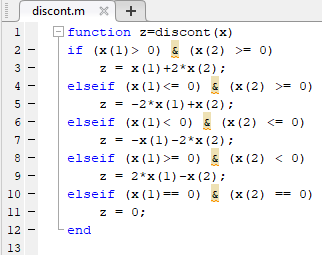 discont.m × +
1 function z=discont(x)
2 – if (x(1)> 0) & (x(2) >= 0)
3 – z = x(1)+2*x(2);
4 – elseif (x(1)<= 0) & (x(2) >= 0)
5 – z = -2*x(1)+x(2);
6 – elseif (x(1)< 0) & (x(2) <= 0)
7 – z = -x(1)-2*x(2);
8 – elseif (x(1)>= 0) & (x(2) < 0)
9 – z = 2*x(1)-x(2);
10 – elseif (x(1)== 0) & (x(2) == 0)
11 – z = 0;
12 – end
13